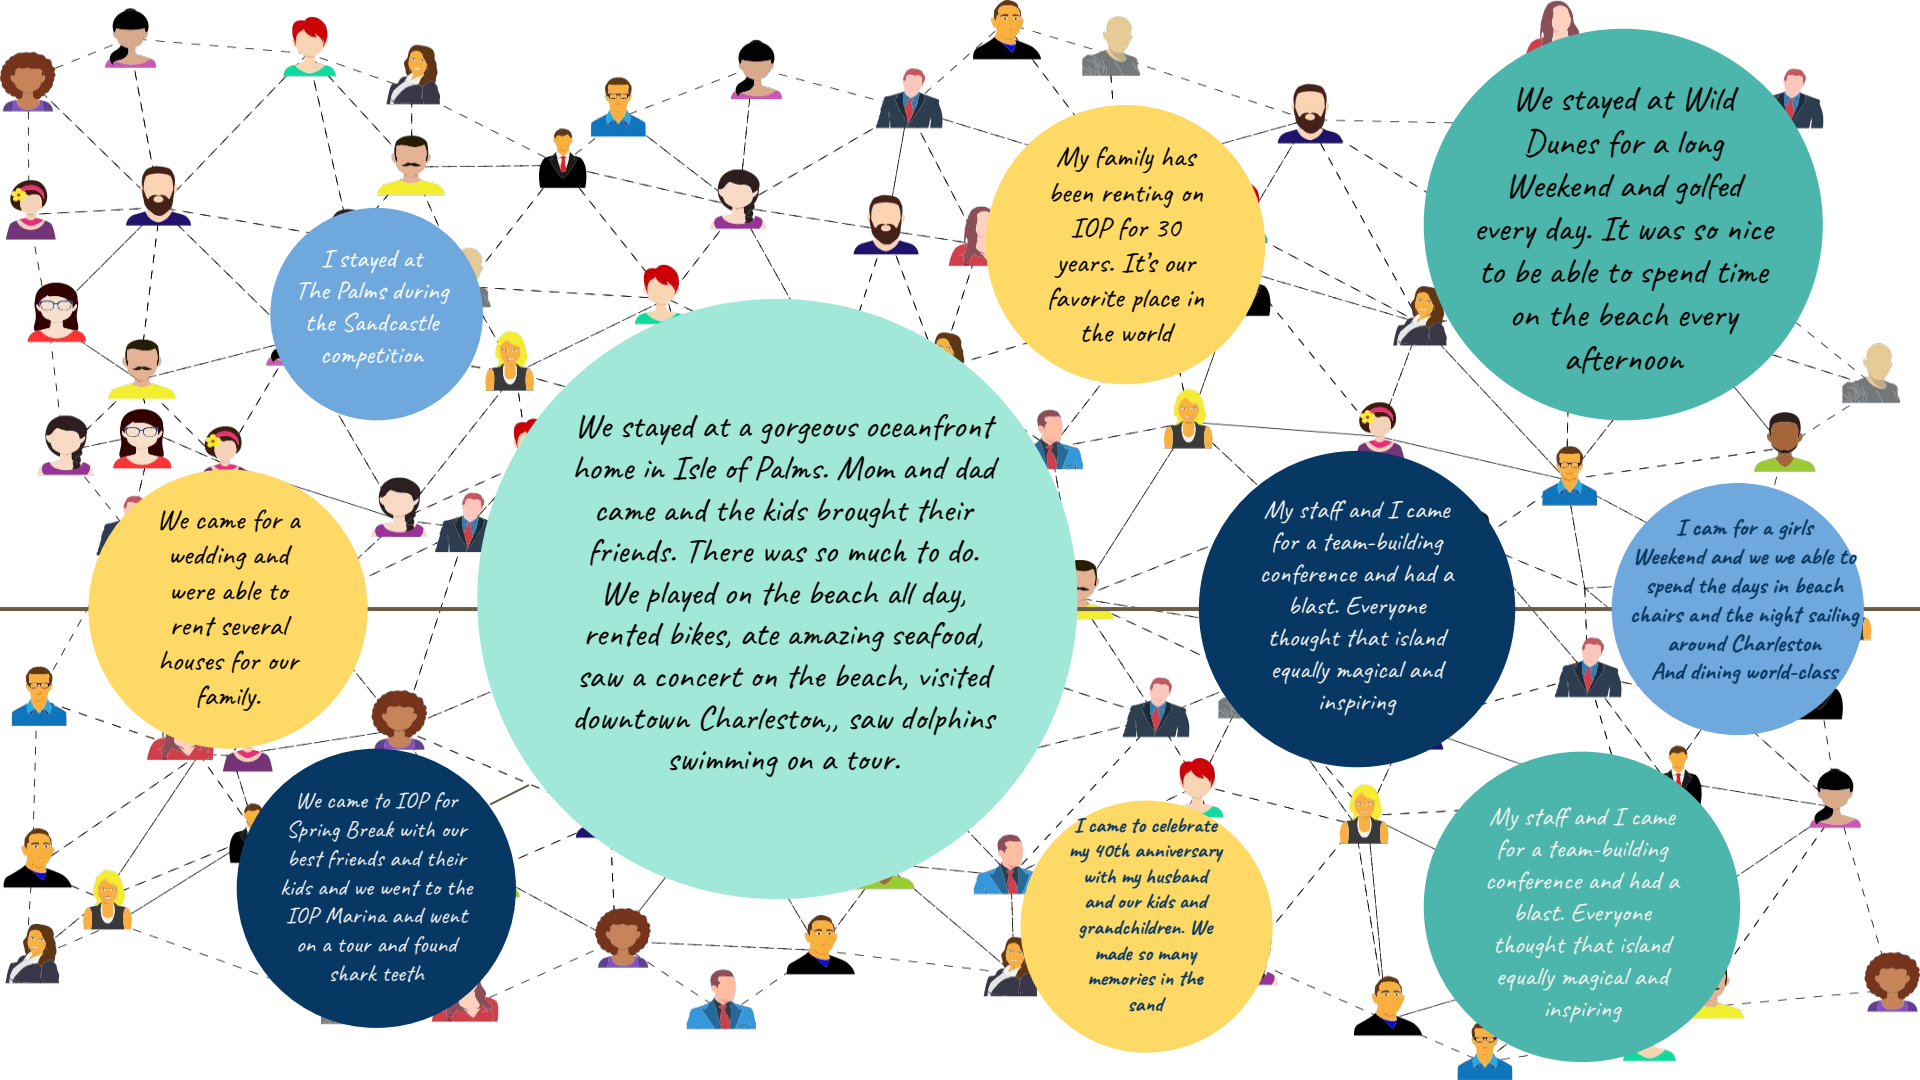 I stayed at
The Palms during
the Sandcastle
competition
My family has
been renting on
IOP for 30
years. It's our
favorite place in
the world
We stayed at Wild
Dunes for a long
Weekend and golfed
every day. It was so nice
to be able to spend time
on the beach every
afternoon
We came for a
wedding and
were able to
rent several
houses for our
family.
We stayed at a gorgeous oceanfront
home in Isle of Palms. Mom and dad
came and the kids brought their
friends. There was so much to do.
We played on the beach all day,
rented bikes, ate amazing seafood,
saw a concert on the beach, visited
downtown Charleston,, saw dolphins
swimming on a tour.
My staff and I came
for a team-building
conference and had a
blast. Everyone
thought that island
equally magical and
inspiring
I cam for a girls
Weekend and we we able to
spend the days in beach
chairs and the night sailing
around Charleston
And dining world-class
We came to IOP for
Spring Break with our
best friends and their
kids and we went to the
IOP Marina and went
on a tour and found
shark teeth
I came to celebrate
my 40th anniversary
with my husband
and our kids and
grandchildren. We
made so many
memories in the
sand
My staff and I came
for a team-building
conference and had a
blast. Everyone
thought that island
equally magical and
inspiring